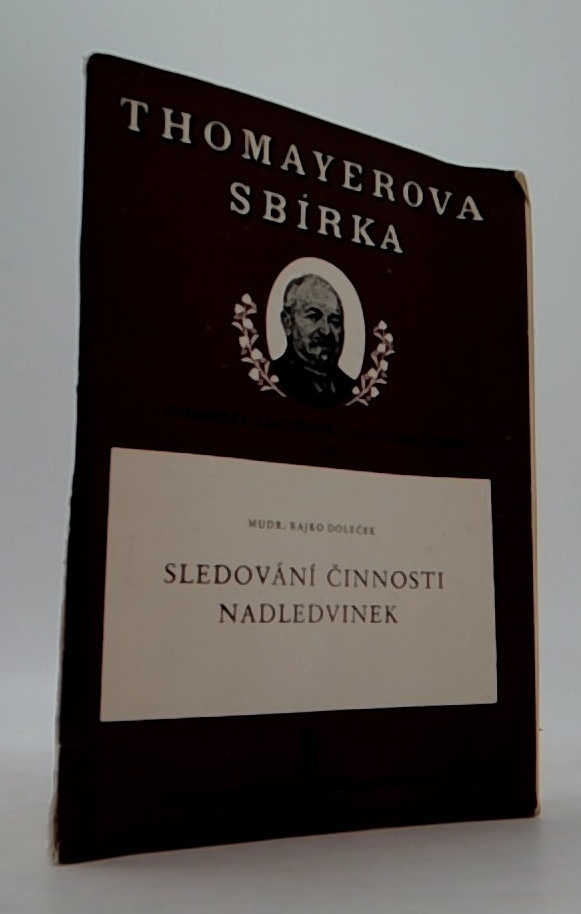 THOMAYEROVA
SBÍRKA
MUDR. RAJKO DOLEČEK
SLEDOVÁNÍ ČINNOSTI
NADLEDVINEK